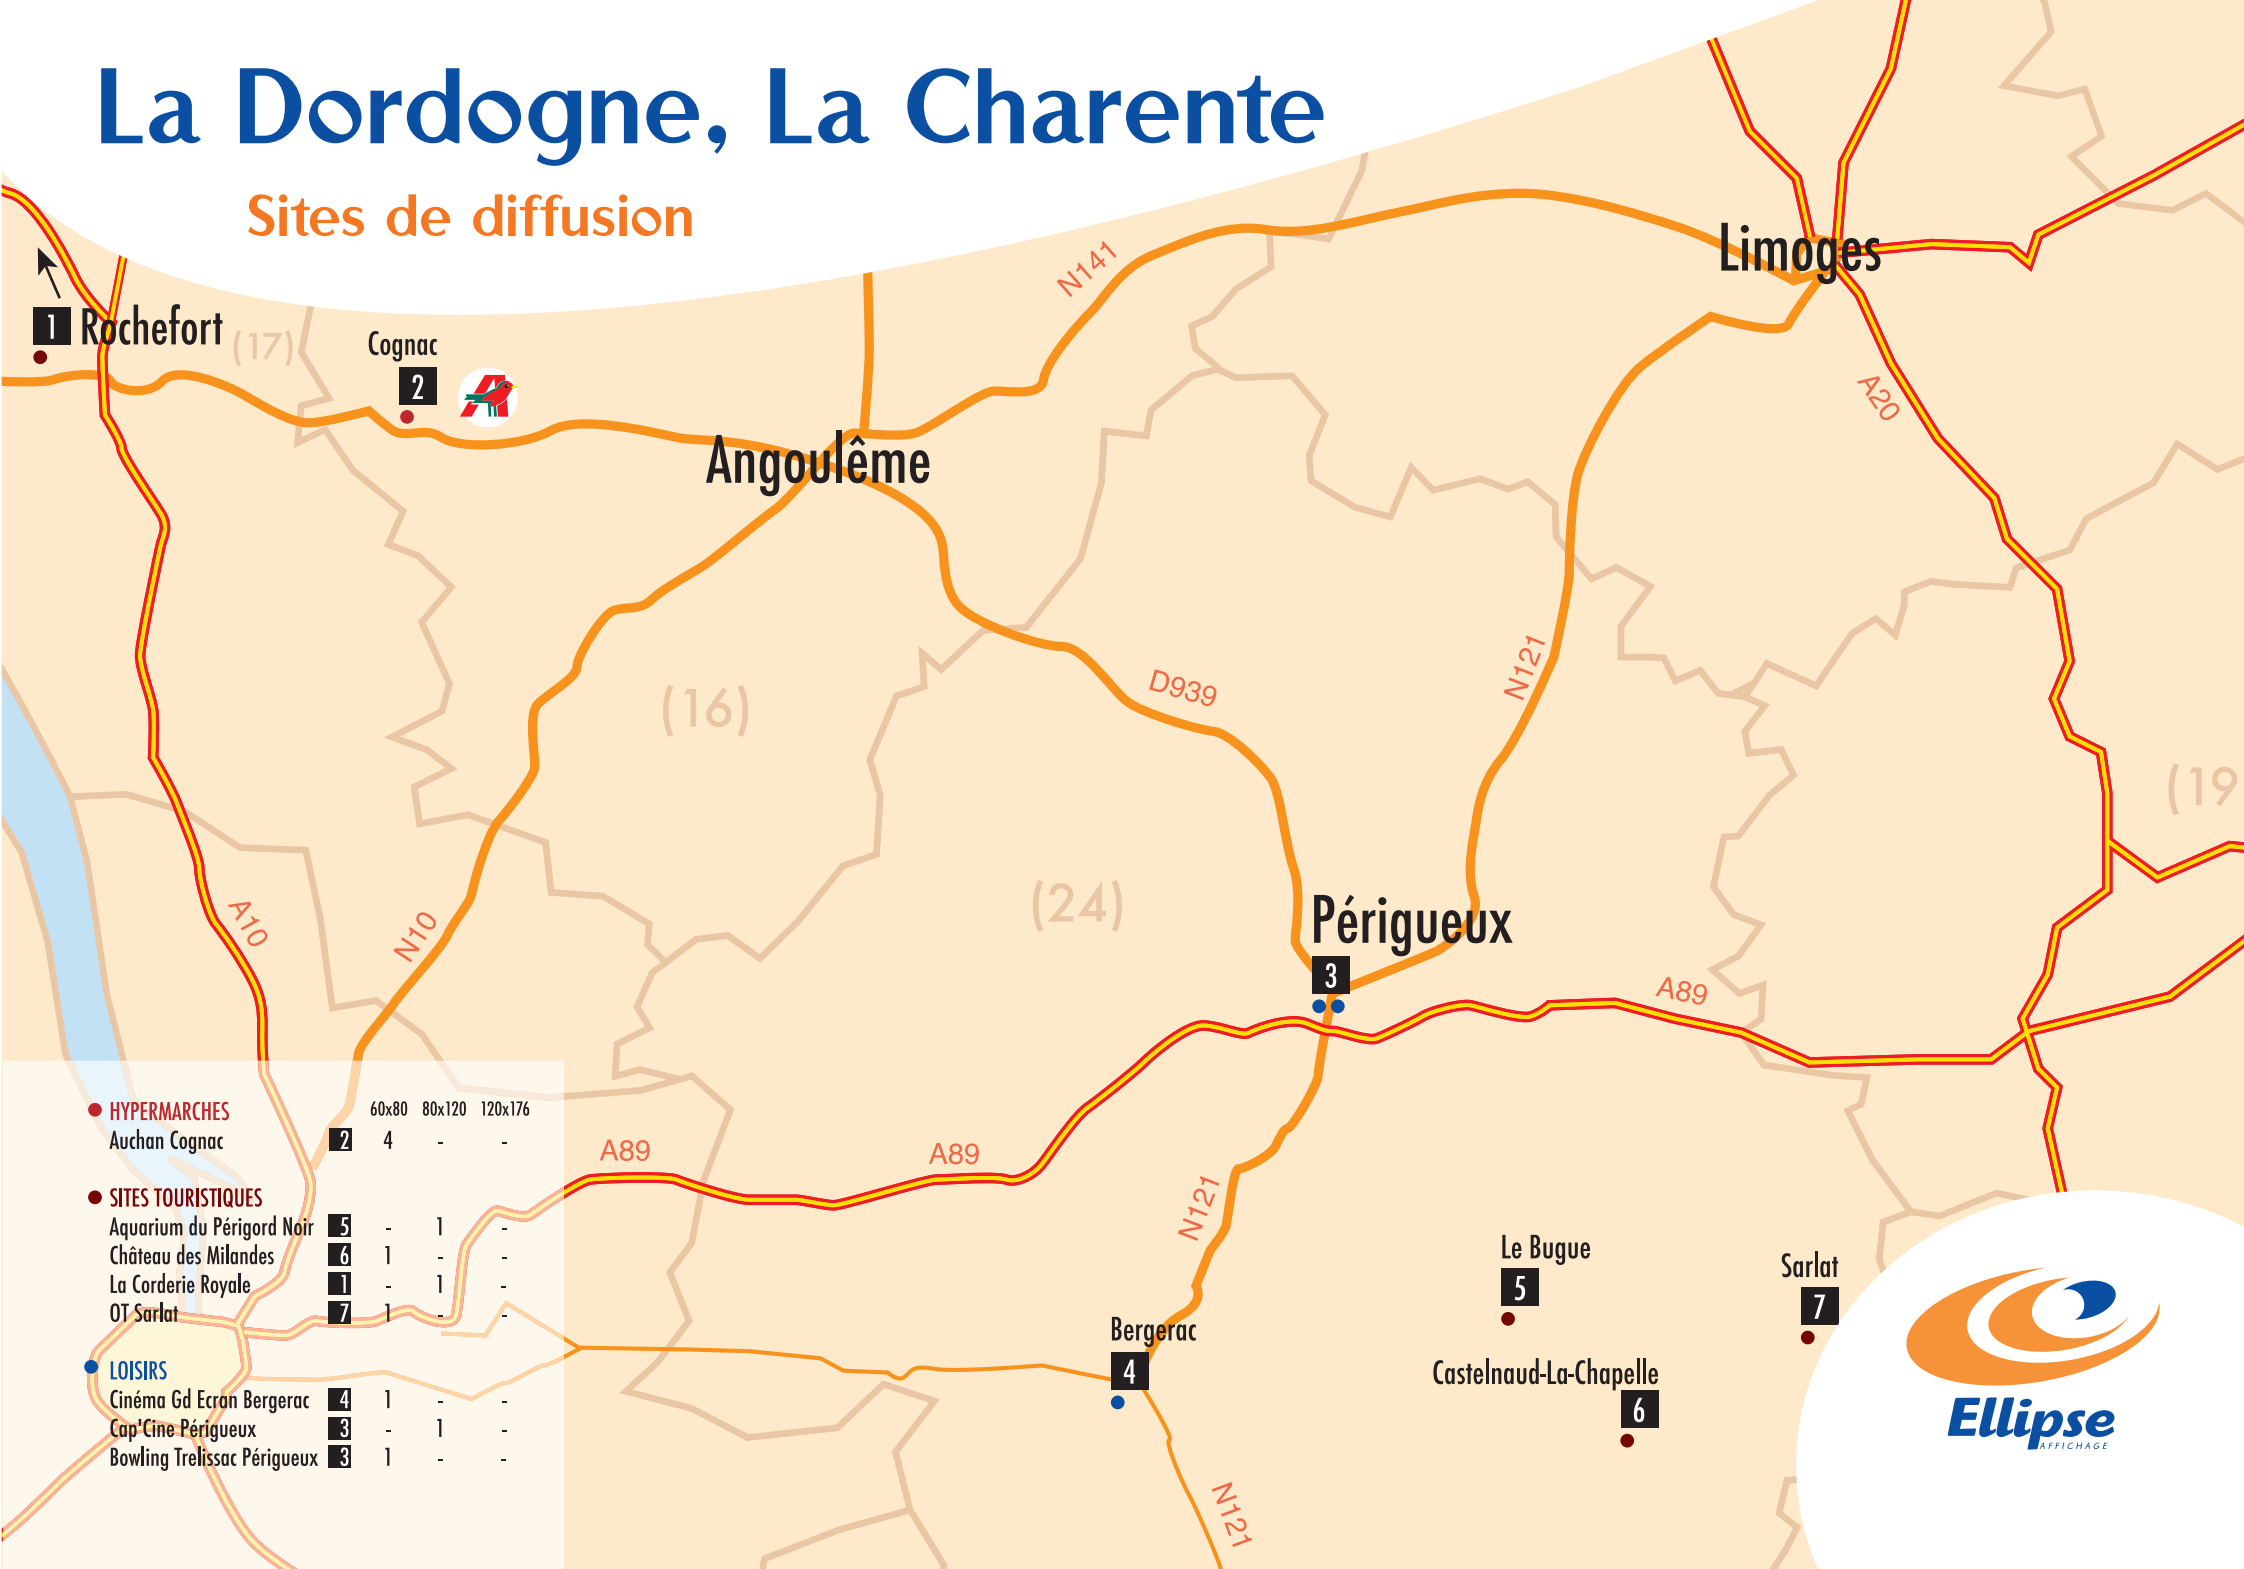 La Dordogne, La Charente
Sites de diffusion
N141
Limoges
1 Rochefort
(17)
Cognac
2
A20
Angoulême
N121
D939
(16)
(19
(24)
Périgueux
3
A10
N10
A89
A89
A89
N121
Le Bugue
5
Sarlat
7
Bergerac
4
Castelnaud-La-Chapelle
6
N121
Ellipse
AFFICHAGE
HYPERMARCHES 60x80 80x120 120x176
Auchan Cognac 2 4 - -
SITES TOURISTIQUES
Aquarium du Périgord Noir 5 - 1 -
Château des Milandes 6 1 - -
La Corderie Royale 1 - 1 -
OT Sarlat 7 1 - -
LOISIRS
Cinéma Gd Ecran Bergerac 4 1 - -
Cap'Cine Périgueux 3 - 1 -
Bowling Trelissac Périgueux 3 1 - -